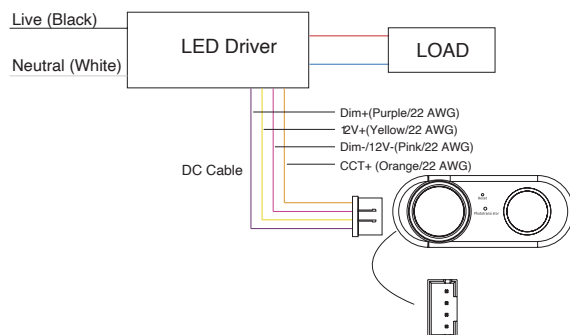 Live (Black)
Neutral (White)
LED Driver
LOAD
Dim+(Purple/22 AWG)
12V+(Yellow/22 AWG)
Dim-/12V-(Pink/22 AWG)
CCT+ (Orange/22 AWG)
DC Cable
Reset